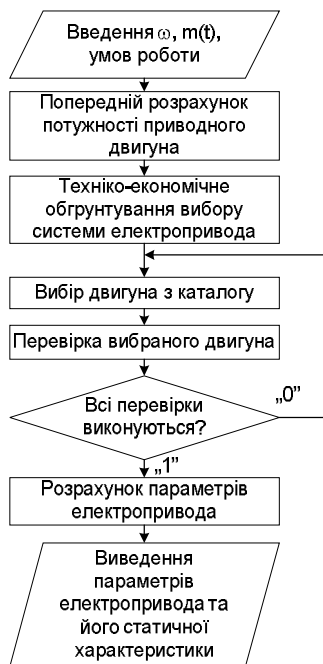 Введення ω, m(t),
умов роботи
Попередній розрахунок
потужності приводного
двигуна
Техніко-економічне
обгрунтування вибору
системи електропривода
Вибір двигуна з каталогу
Перевірка вибраного двигуна
Всі перевірки
виконуються?
„0”
„1”
Розрахунок параметрів
електропривода
Виведення
параметрів
електропривода та
його статичної
характеристики